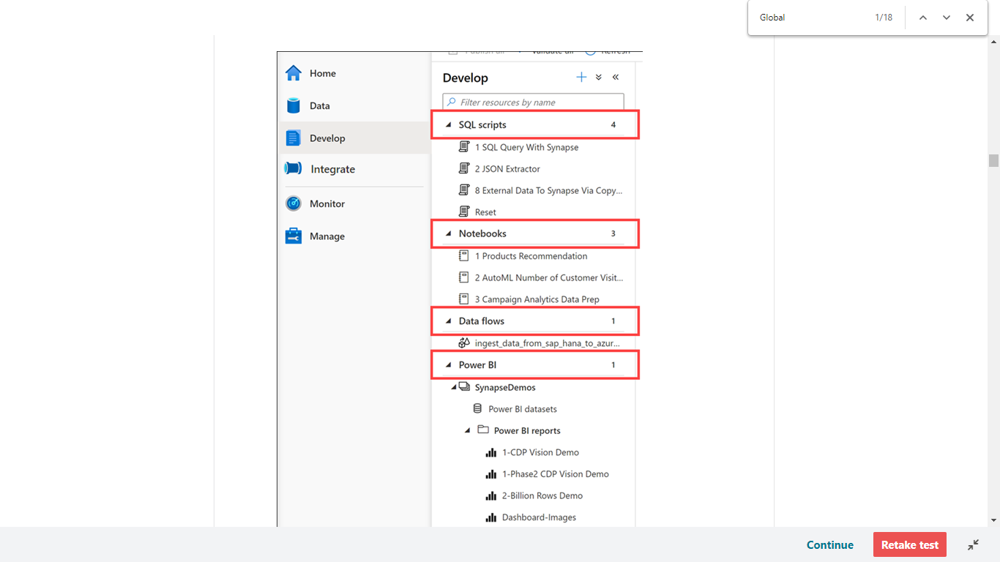 Global 1/18
Publish all Validate all Refresh
Home
Data
Develop
Integrate
Monitor
Manage
Develop
Filter resources by name
SQL scripts 4
1 SQL Query With Synapse
2 JSON Extractor
8 External Data To Synapse Via Copy...
Reset
Notebooks 3
1 Products Recommendation
2 AutoML Number of Customer Visit...
3 Campaign Analytics Data Prep
Data flows 1
ingest_data_from_sap_hana_to_azur...
Power BI 1
SynapseDemos
Power BI datasets
Power BI reports
1-CDP Vision Demo
1-Phase2 CDP Vision Demo
2-Billion Rows Demo
Dashboard-Images
Continue Retake test